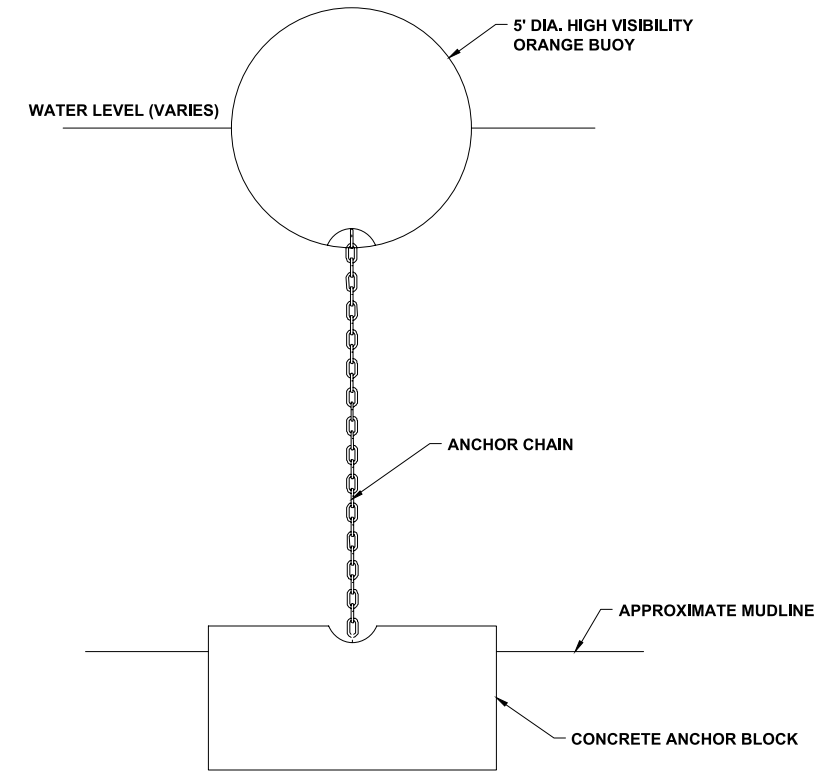 5' DIA. HIGH VISIBILITY
ORANGE BUOY
WATER LEVEL (VARIES)
ANCHOR CHAIN
APPROXIMATE MUDLINE
CONCRETE ANCHOR BLOCK